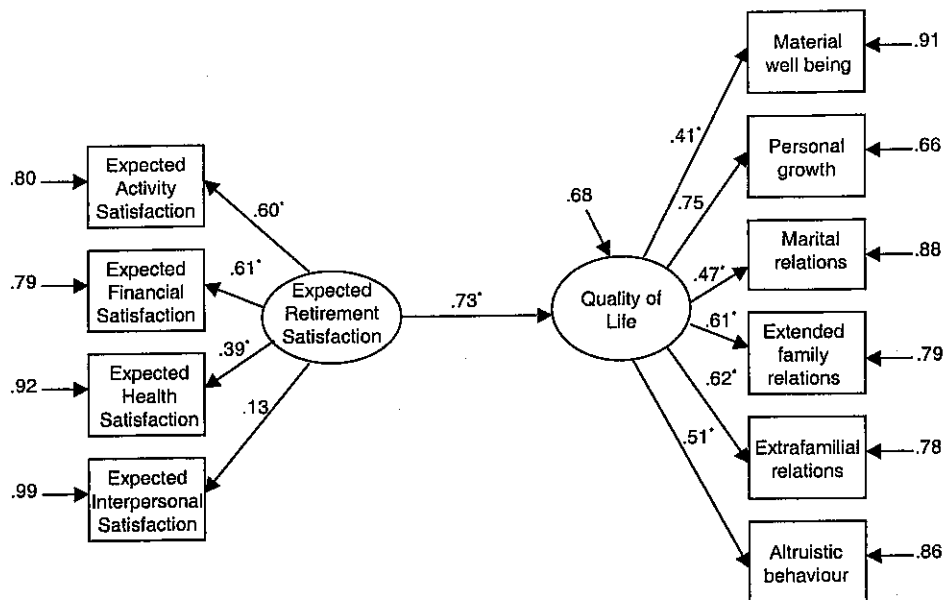 .80
Expected
Activity
Satisfaction
.79
Expected
Financial
Satisfaction
.92
Expected
Health
Satisfaction
.99
Expected
Interpersonal
Satisfaction
.60*
.61*
.39*
.13
Expected
Retirement
Satisfaction
.73*
.68
Quality of
Life
.41*
.75
.47*
.61*
.62*
.51*
Material
well being
.91
Personal
growth
.66
Marital
relations
.88
Extended
family
relations
.79
Extrafamilial
relations
.78
Altruistic
behaviour
.86